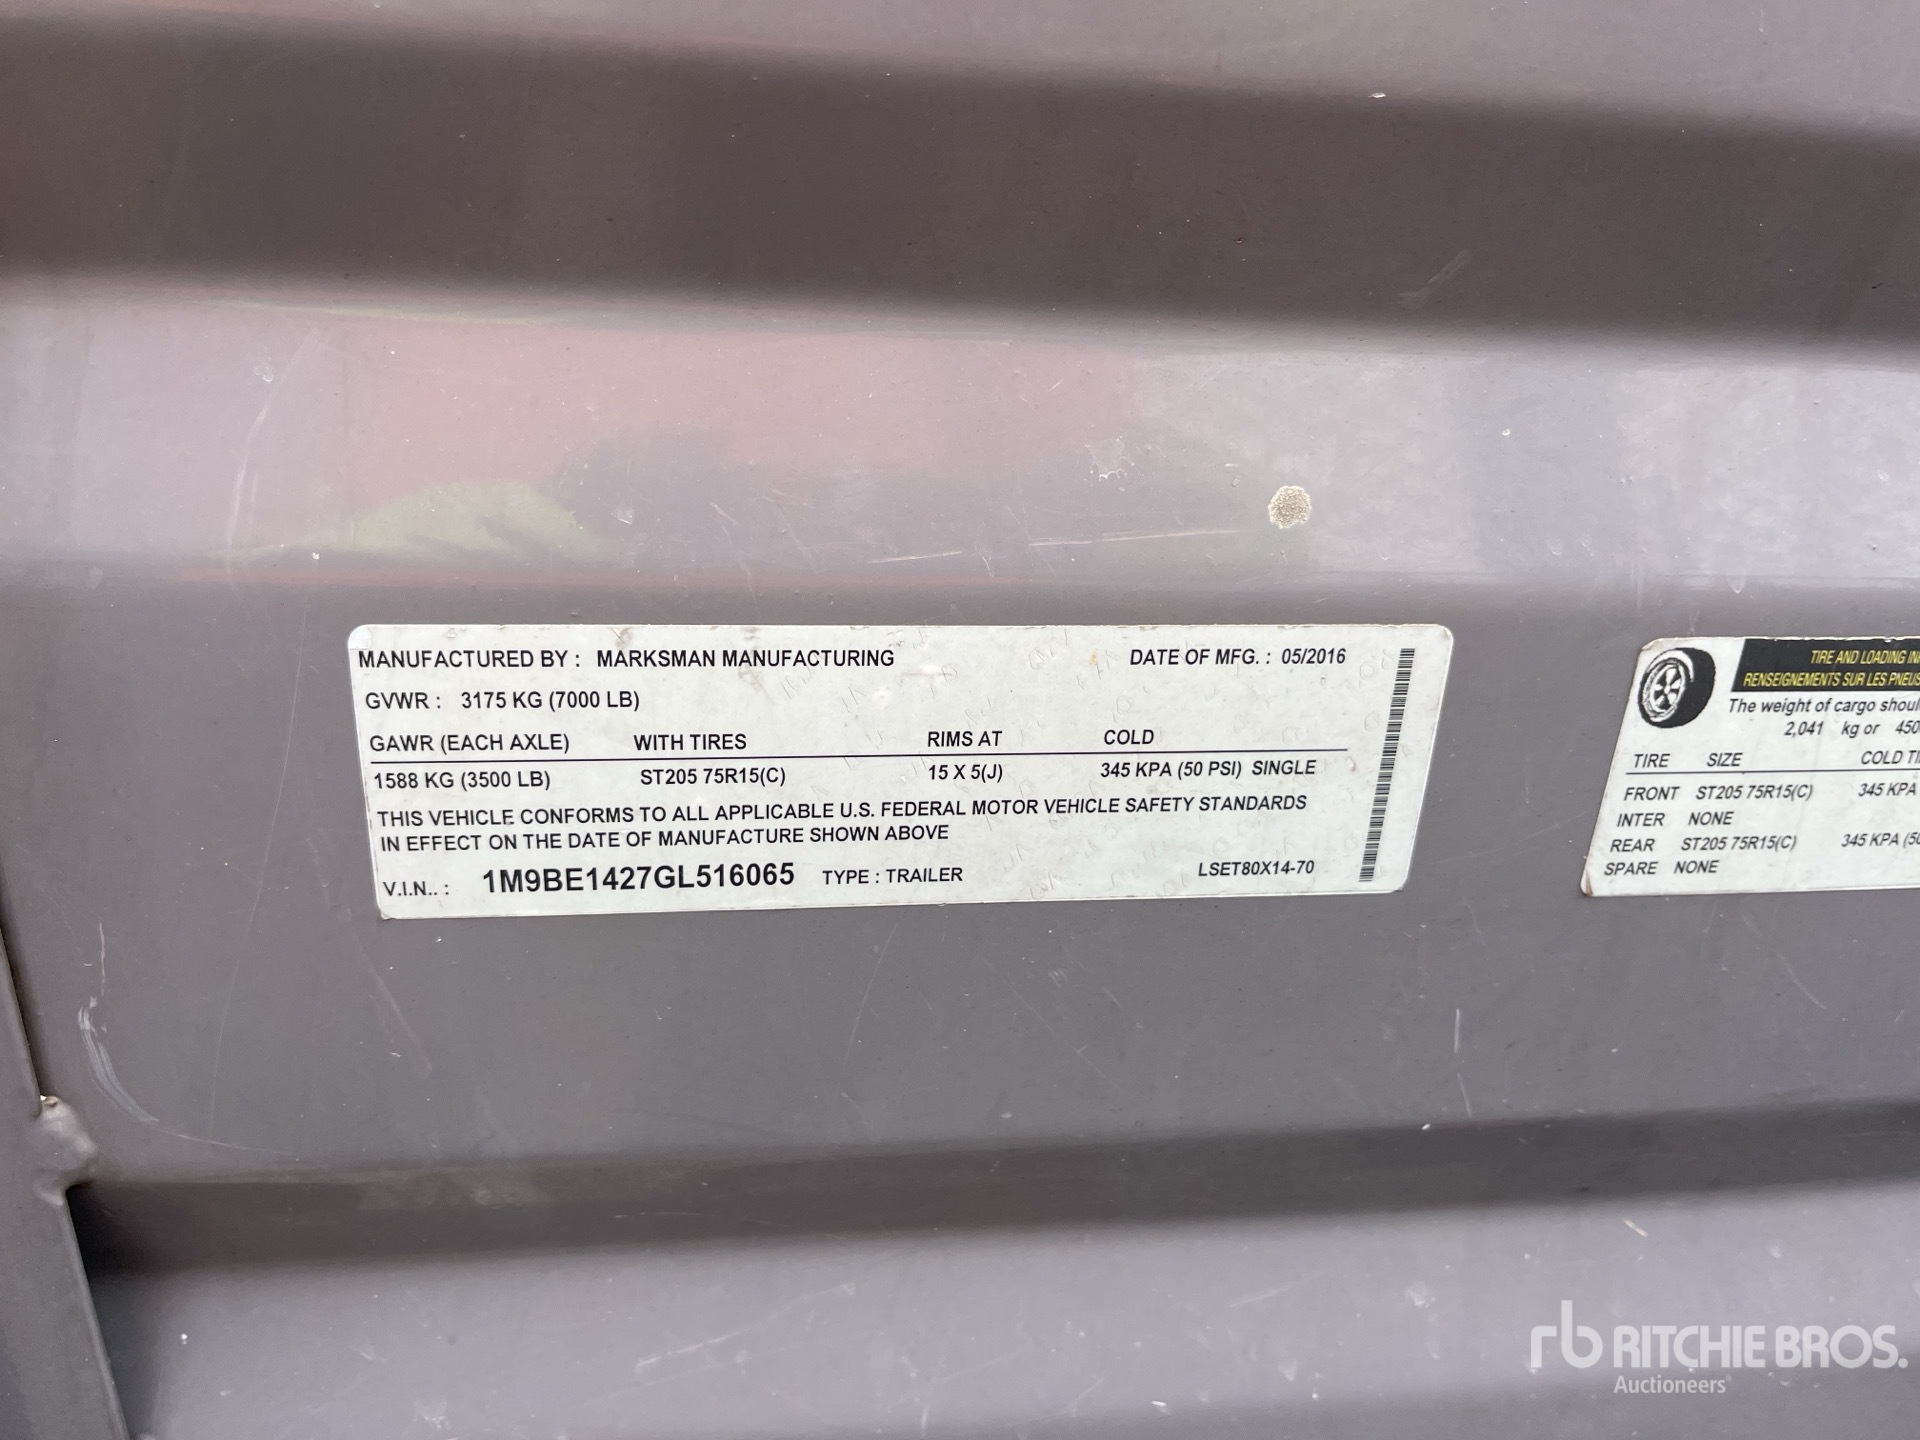 MANUFACTURED BY : MARKSMAN MANUFACTURING DATE OF MFG. : 05/2016
GVWR : 3175 KG (7000 LB)
GAWR (EACH AXLE) WITH TIRES RIMS AT COLD
1588 KG (3500 LB) ST205 75R15(C) 15 X 5(J) 345 KPA (50 PSI) SINGLE
THIS VEHICLE CONFORMS TO ALL APPLICABLE U.S. FEDERAL MOTOR VEHICLE SAFETY STANDARDS
IN EFFECT ON THE DATE OF MANUFACTURE SHOWN ABOVE
V.I.N.. : 1M9BE1427GL516065 TYPE : TRAILER LSET80X14-70
TIRE AND LOADING
RENSEIGNEMENTS SUR LES PNEUS
The weight of cargo
2,041 kg or
TIRE SIZE COLD
FRONT ST205 75R15(C) 345 KPA
INTER NONE
REAR ST205 75R15(C) 345 KPA
SPARE NONE
rb RITCHIE BROS.
Auctioneers